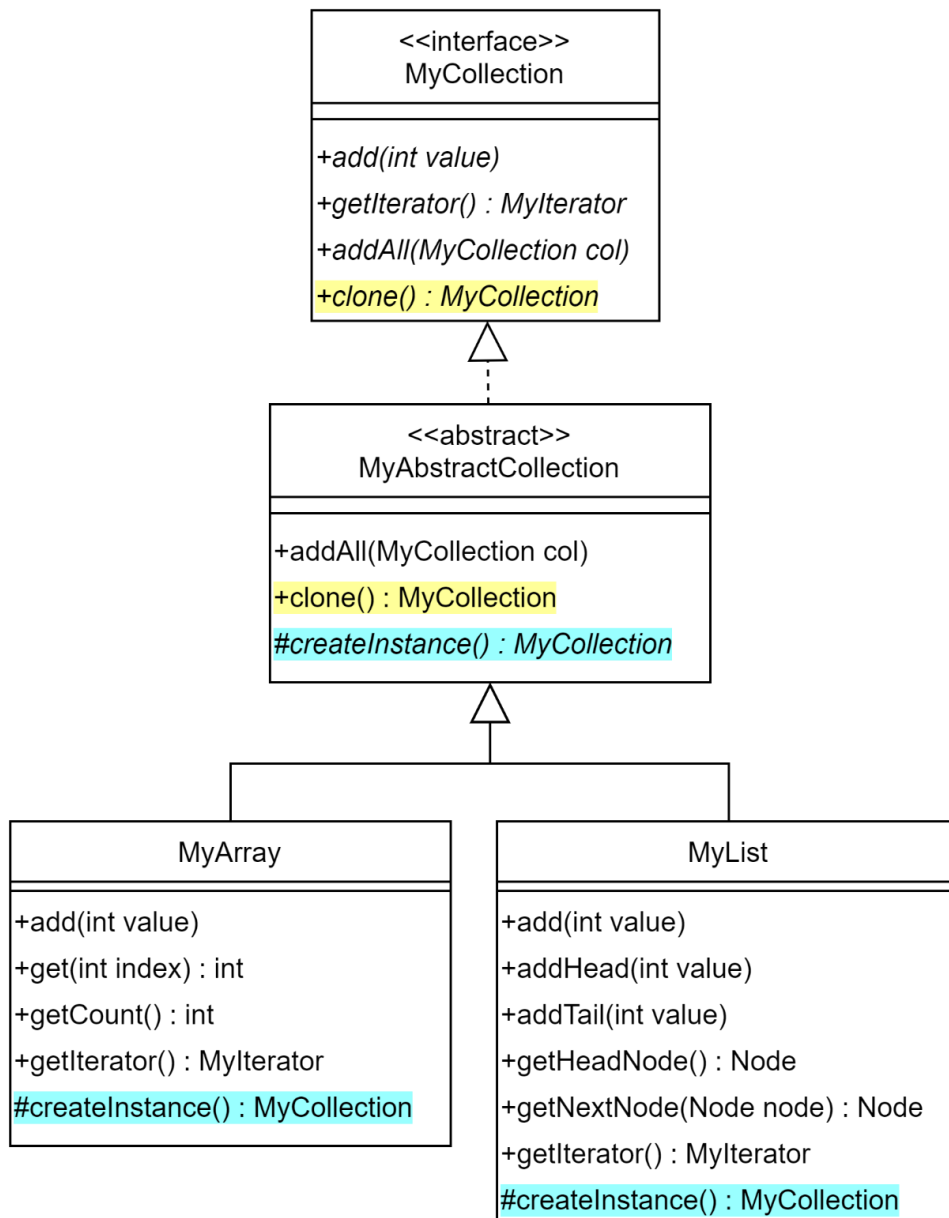 <<interface>>
MyCollection
+add(int value)
+getIterator() : MyIterator
+addAll(MyCollection col)
+clone() : MyCollection
<<abstract>>
MyAbstractCollection
+addAll(MyCollection col)
+clone() : MyCollection
#createInstance() : MyCollection
MyArray
+add(int value)
+get(int index) : int
+getCount() : int
+getIterator() : MyIterator
#createInstance() : MyCollection
MyList
+add(int value)
+addHead(int value)
+addTail(int value)
+getHeadNode() : Node
+getNextNode(Node node) : Node
+getIterator() : MyIterator
#createInstance() : MyCollection